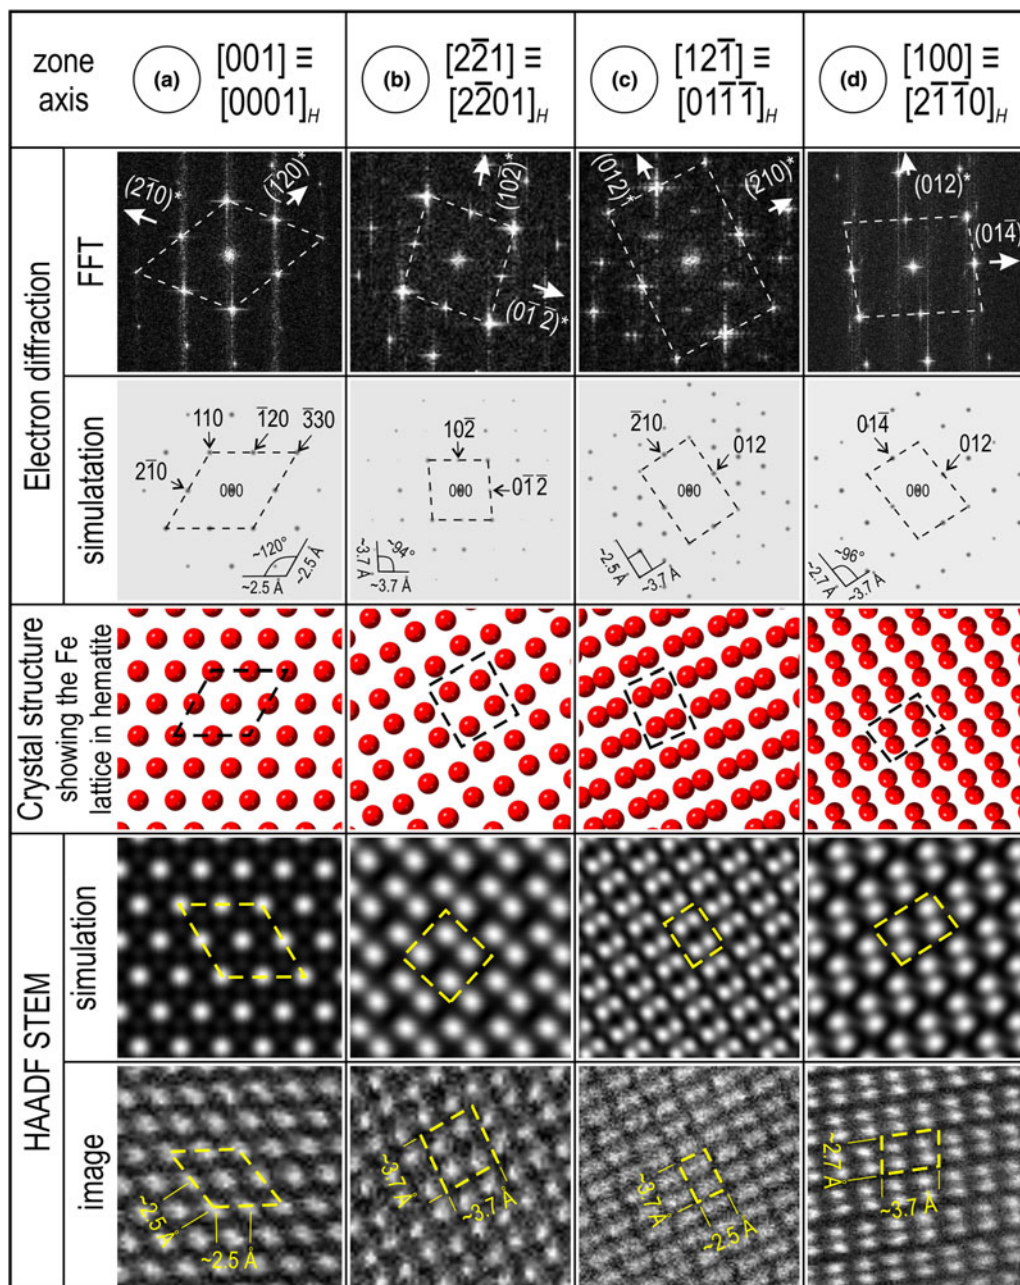 zone
axis
(a)
[001] ≡
[0001]H
(b)
[22̅1] ≡
[22̅01]H
(c)
[121̅] ≡
[011̅1̅]H
(d)
[100] ≡
[21̅1̅0]H
Electron diffraction
FFT
(21̅0)*
(1̅20)*
(102̅)*
(01̅2̅)*
(012)*
(2̅10)*
(012)*
(014̅)*
simulatation
110
1̅20
3̅30
21̅0
000
~120°
~2.5 Å
~2.5 Å
102̅
000
01̅2̅
~3.7 Å
~94°
~3.7 Å
2̅10
012
000
~2.5 Å
~3.7 Å
014̅
012
000
~96°
~2.7 Å
~3.7 Å
Crystal structure
showing the Fe
lattice in hematite
HAADF STEM
simulation
image
~2.5 Å
~2.5 Å
~3.7 Å
~3.7 Å
~3.7 Å
~2.5 Å
~2.7 Å
~3.7 Å